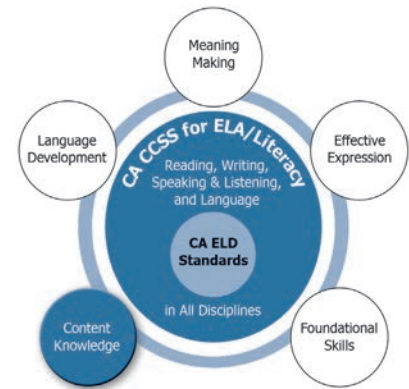 Meaning
Making
Language
Development
Effective
Expression
CA CCSS for ELA/Literacy
Reading, Writing,
Speaking & Listening,
and Language
CA ELD
Standards
in All Disciplines
Content
Knowledge
Foundational
Skills